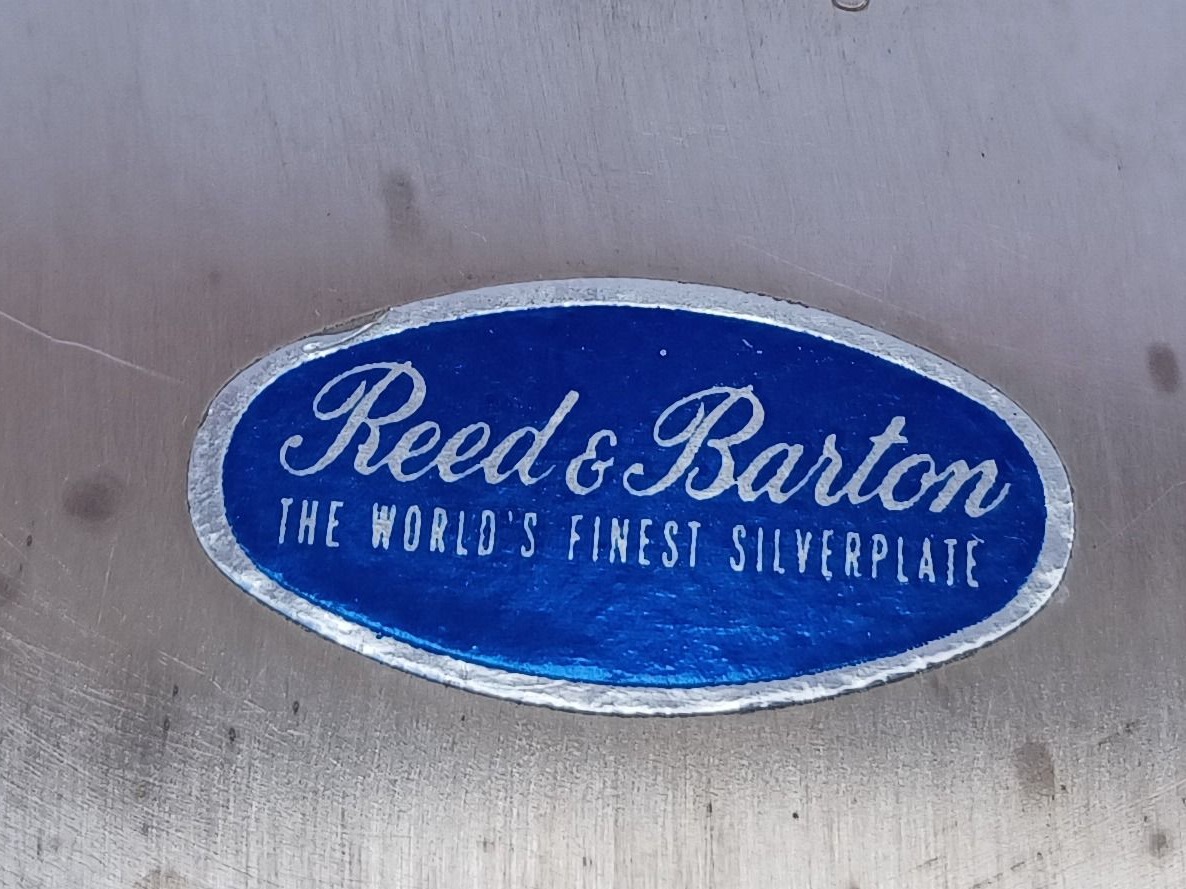 Reed & Barton
THE WORLD'S FINEST SILVERPLATE